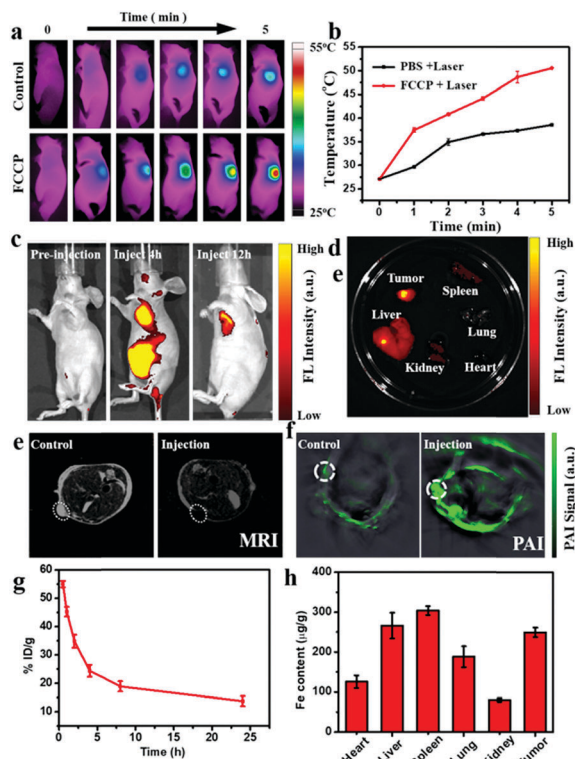 a
Time ( min )
0
5
Control
FCCP
55°C
25°C
b
Temperature (°C)
55
50
45
40
35
30
25
PBS +Laser
FCCP + Laser
0 1 2 3 4 5
Time (min)
c
Pre-injection
Inject 4h
Inject 12h
High
FL Intensity (a.u.)
Low
d
e
Tumor
Spleen
Liver
Lung
Kidney
Heart
High
FL Intensity (a.u.)
Low
e
Control
Injection
MRI
f
Control
Injection
PAI
PAI Signal (a.u.)
g
% ID/g
60
50
40
30
20
10
0
0 5 10 15 20 25
Time (h)
h
Fe content (μg/g)
400
300
200
100
0
Heart
Liver
Spleen
Lung
Kidney
Tumor